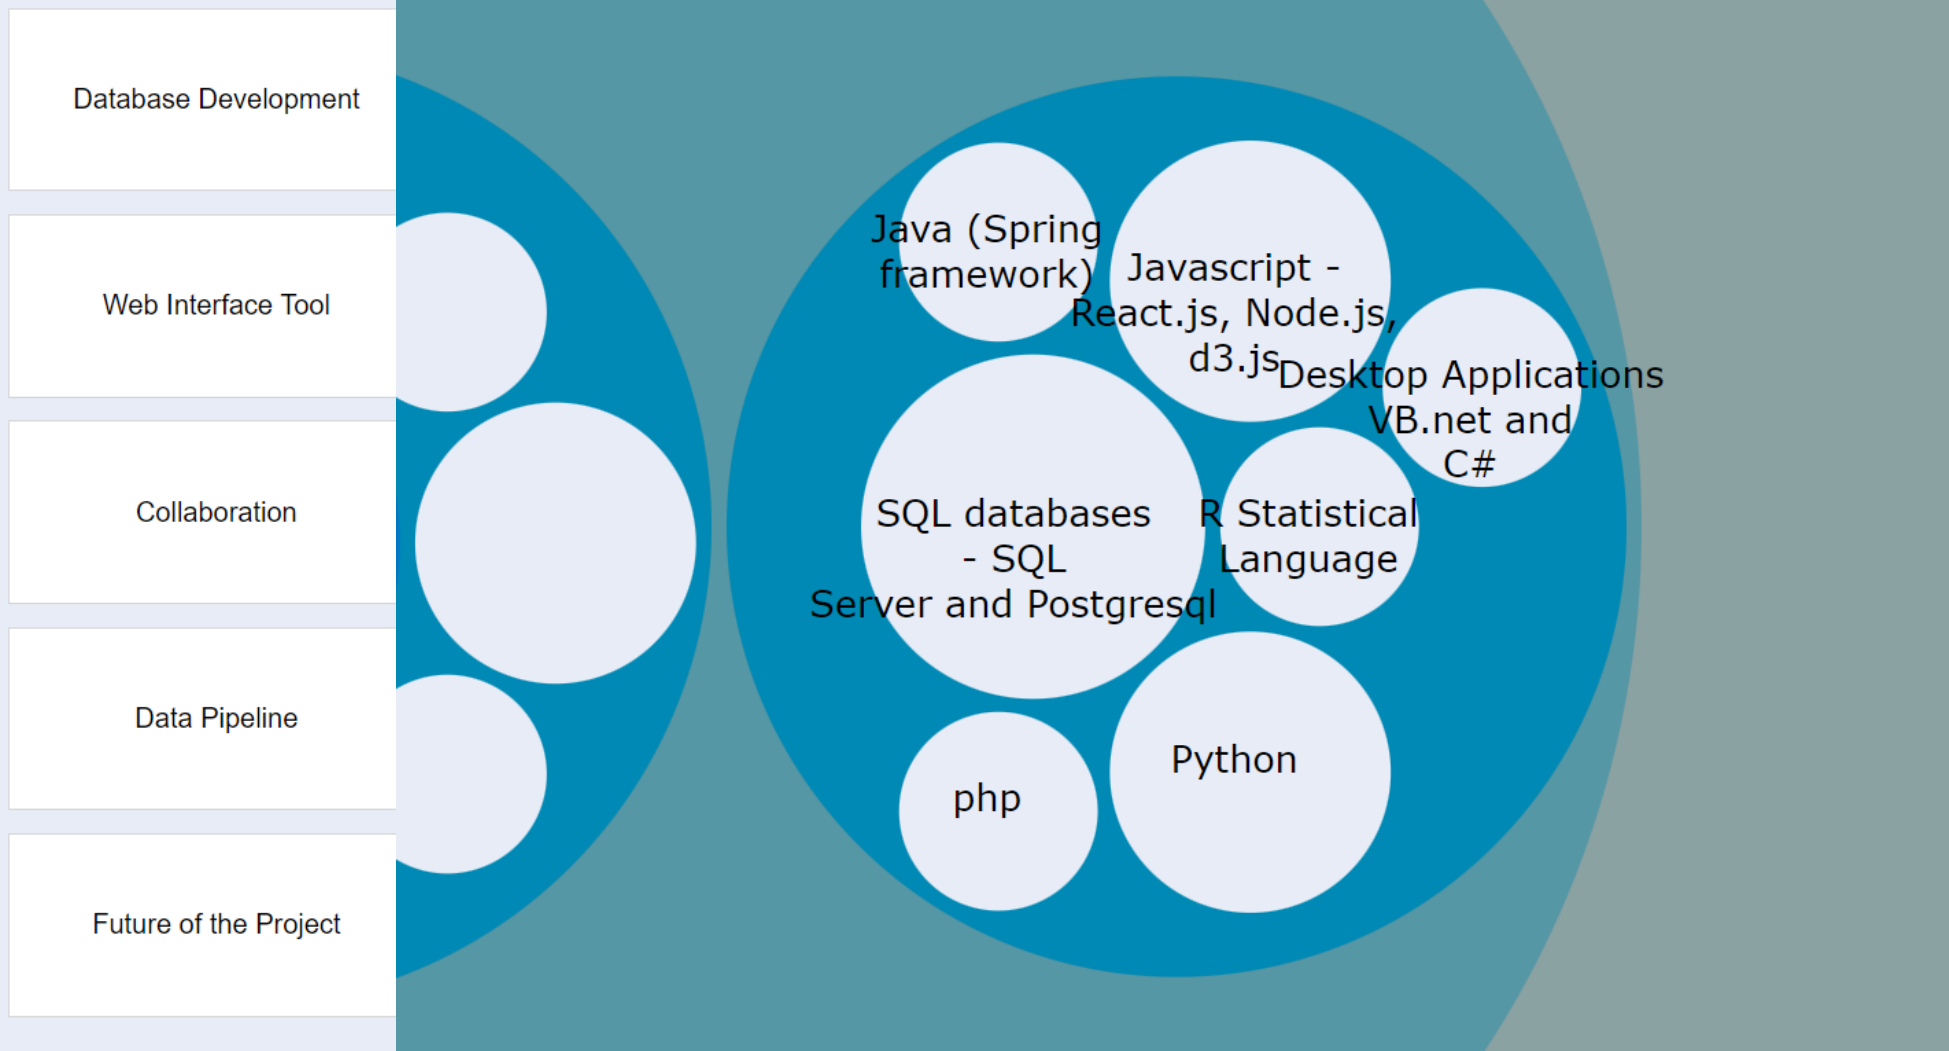 Database Development
Web Interface Tool
Collaboration
Data Pipeline
Future of the Project
Java (Spring
framework)
Javascript -
React.js, Node.js,
d3.js
Desktop Applications
VB.net and
C#
SQL databases
- SQL
Server and Postgresql
R Statistical
Language
Python
php